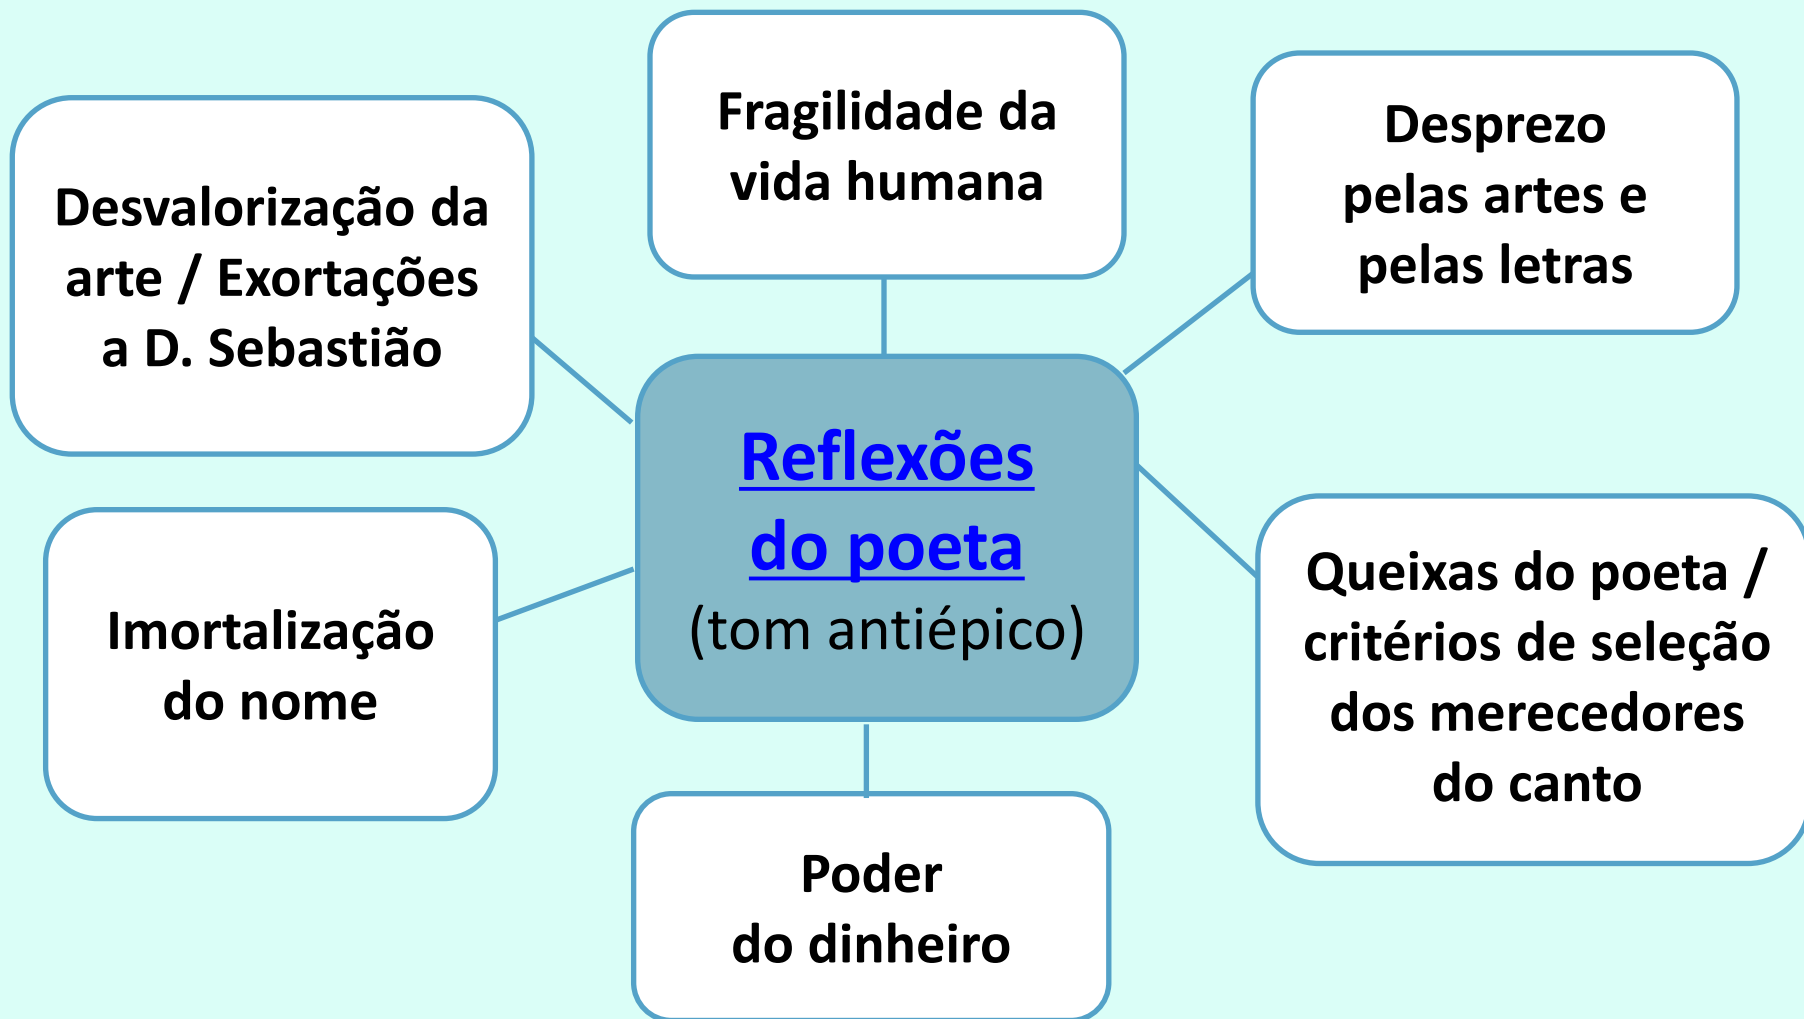 Fragilidade da
vida humana
Desprezo
pelas artes e
pelas letras
Desvalorização da
arte / Exortações
a D. Sebastião
Reflexões
do poeta
(tom antiépico)
Queixas do poeta /
critérios de seleção
dos merecedores
do canto
Imortalização
do nome
Poder
do dinheiro